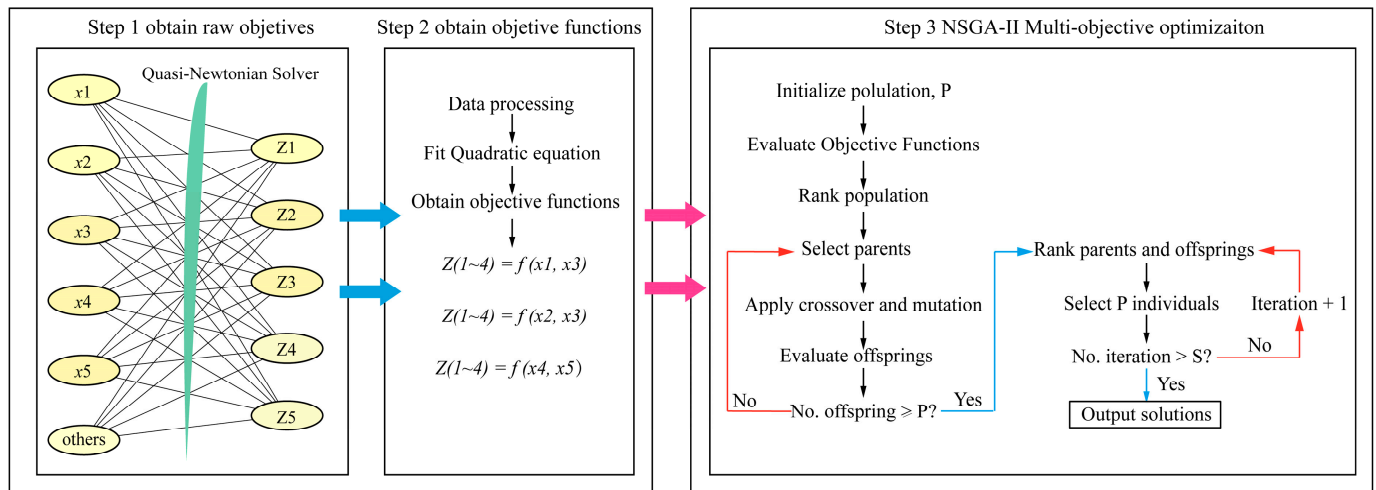 Step 1 obtain raw objetives
Quasi-Newtonian Solver
x1
x2
x3
x4
x5
others
Z1
Z2
Z3
Z4
Z5
Step 2 obtain objetive functions
Data processing
Fit Quadratic equation
Obtain objective functions
Z(1~4) = f (x1, x3)
Z(1~4) = f (x2, x3)
Z(1~4) = f (x4, x5)
Step 3 NSGA-II Multi-objective optimizaiton
Initialize polulation, P
Evaluate Objective Functions
Rank population
Select parents
Apply crossover and mutation
Evaluate offsprings
No. offspring ⩾ P?
No
Yes
Rank parents and offsprings
Select P individuals
Iteration + 1
No. iteration > S?
No
Yes
Output solutions